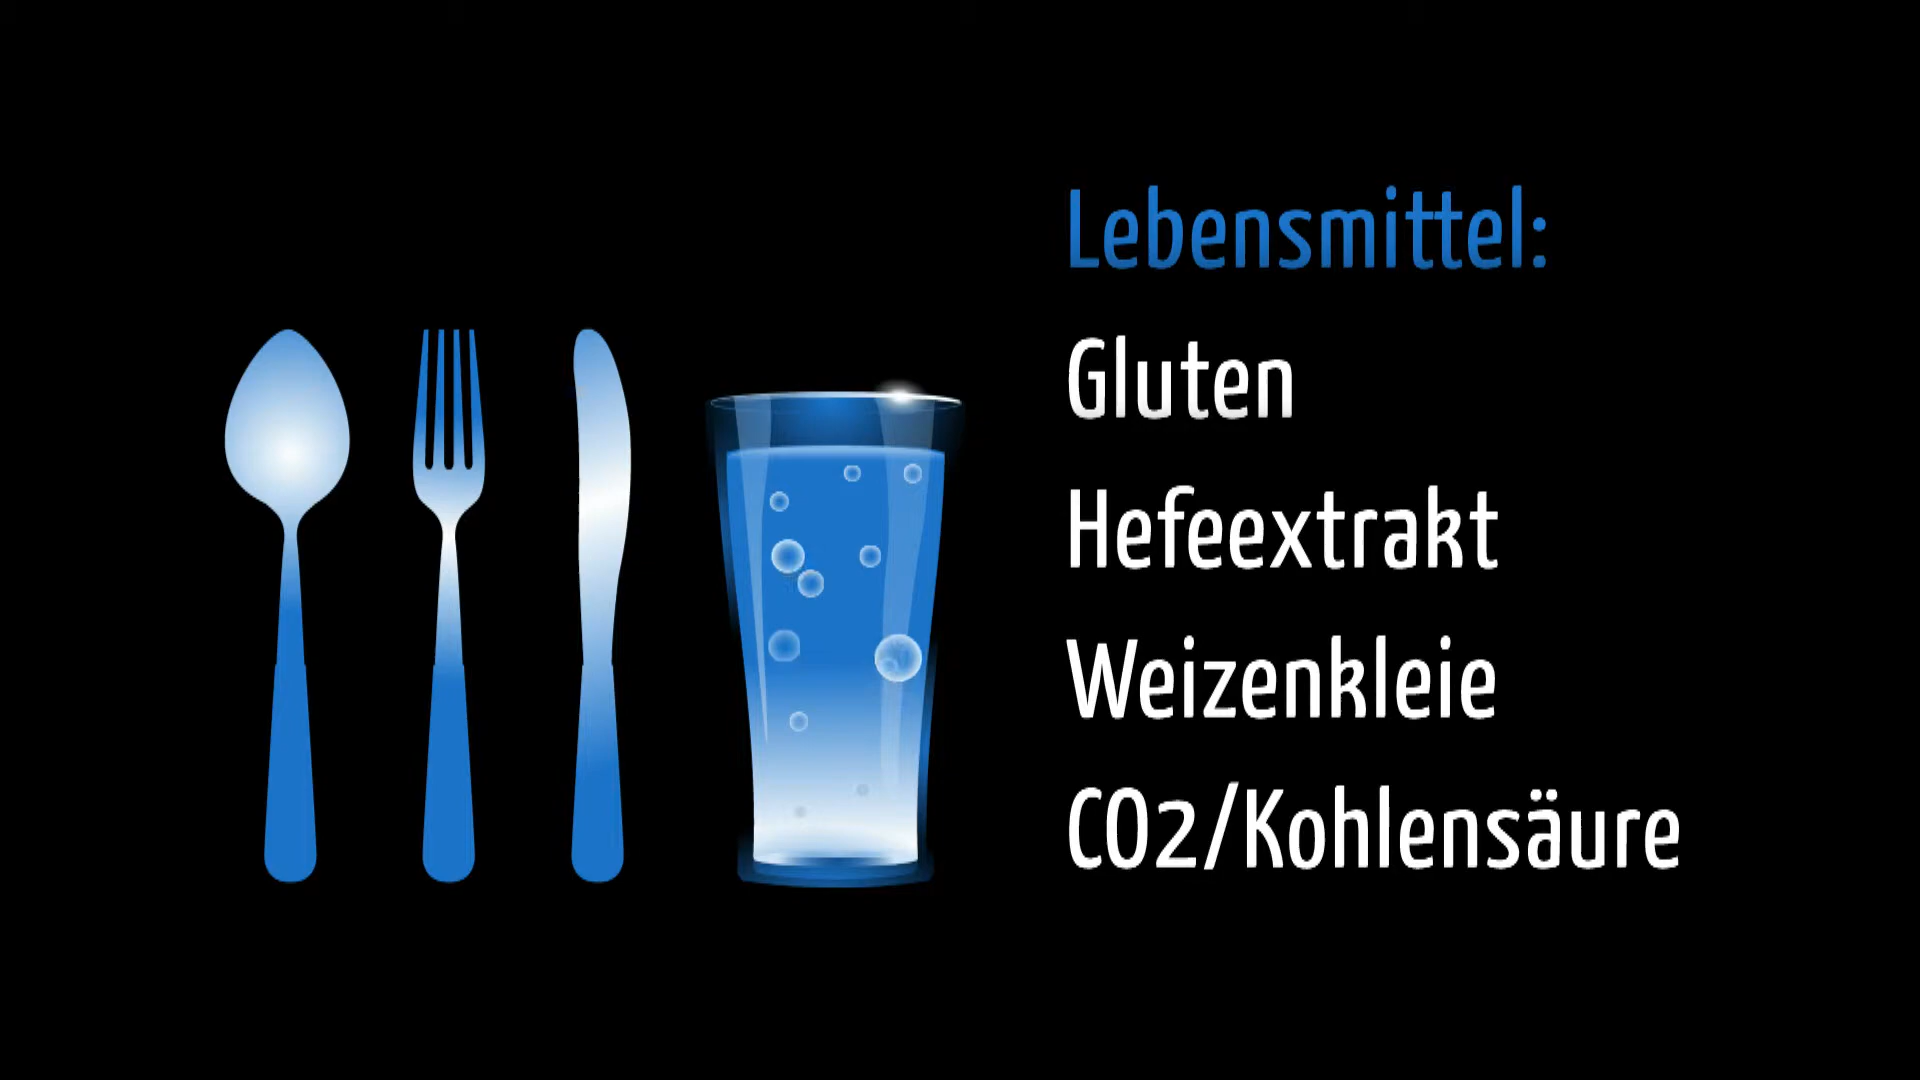 Lebensmittel:
Gluten
Hefeextrakt
Weizenkleie
CO2/Kohlensäure